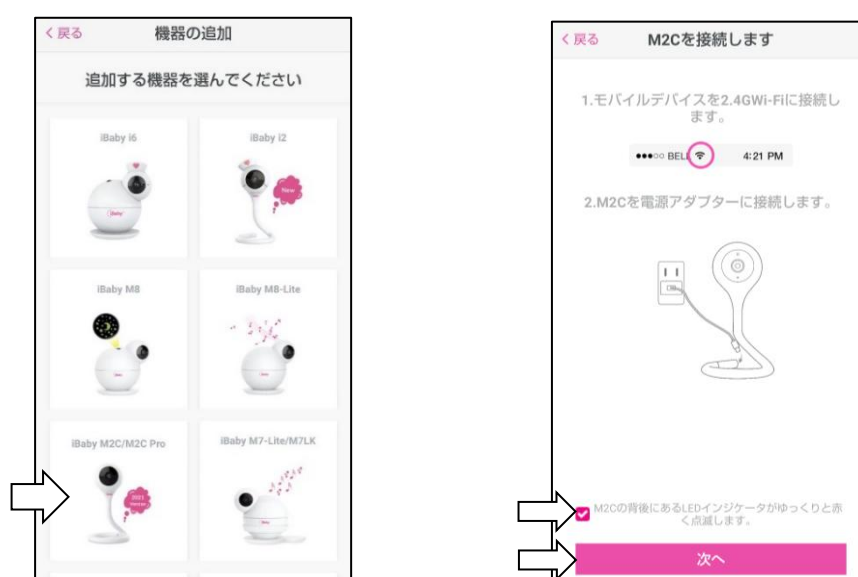 戻る
機器の追加
追加する機器を選んでください
iBaby i6
iBaby i2
iBaby
New
iBaby M8
iBaby M8-Lite
iBaby M2C/M2C Pro
iBaby M7-Lite/M7LK
2021
戻る
M2Cを接続します
1.モバイルデバイスを2.4GWi-Fiに接続し
ます。
BELL
4:21 PM
2.M2Cを電源アダプターに接続します。
M2Cの背後にあるLEDインジケータがゆっくりと赤
く点滅します。
次へ